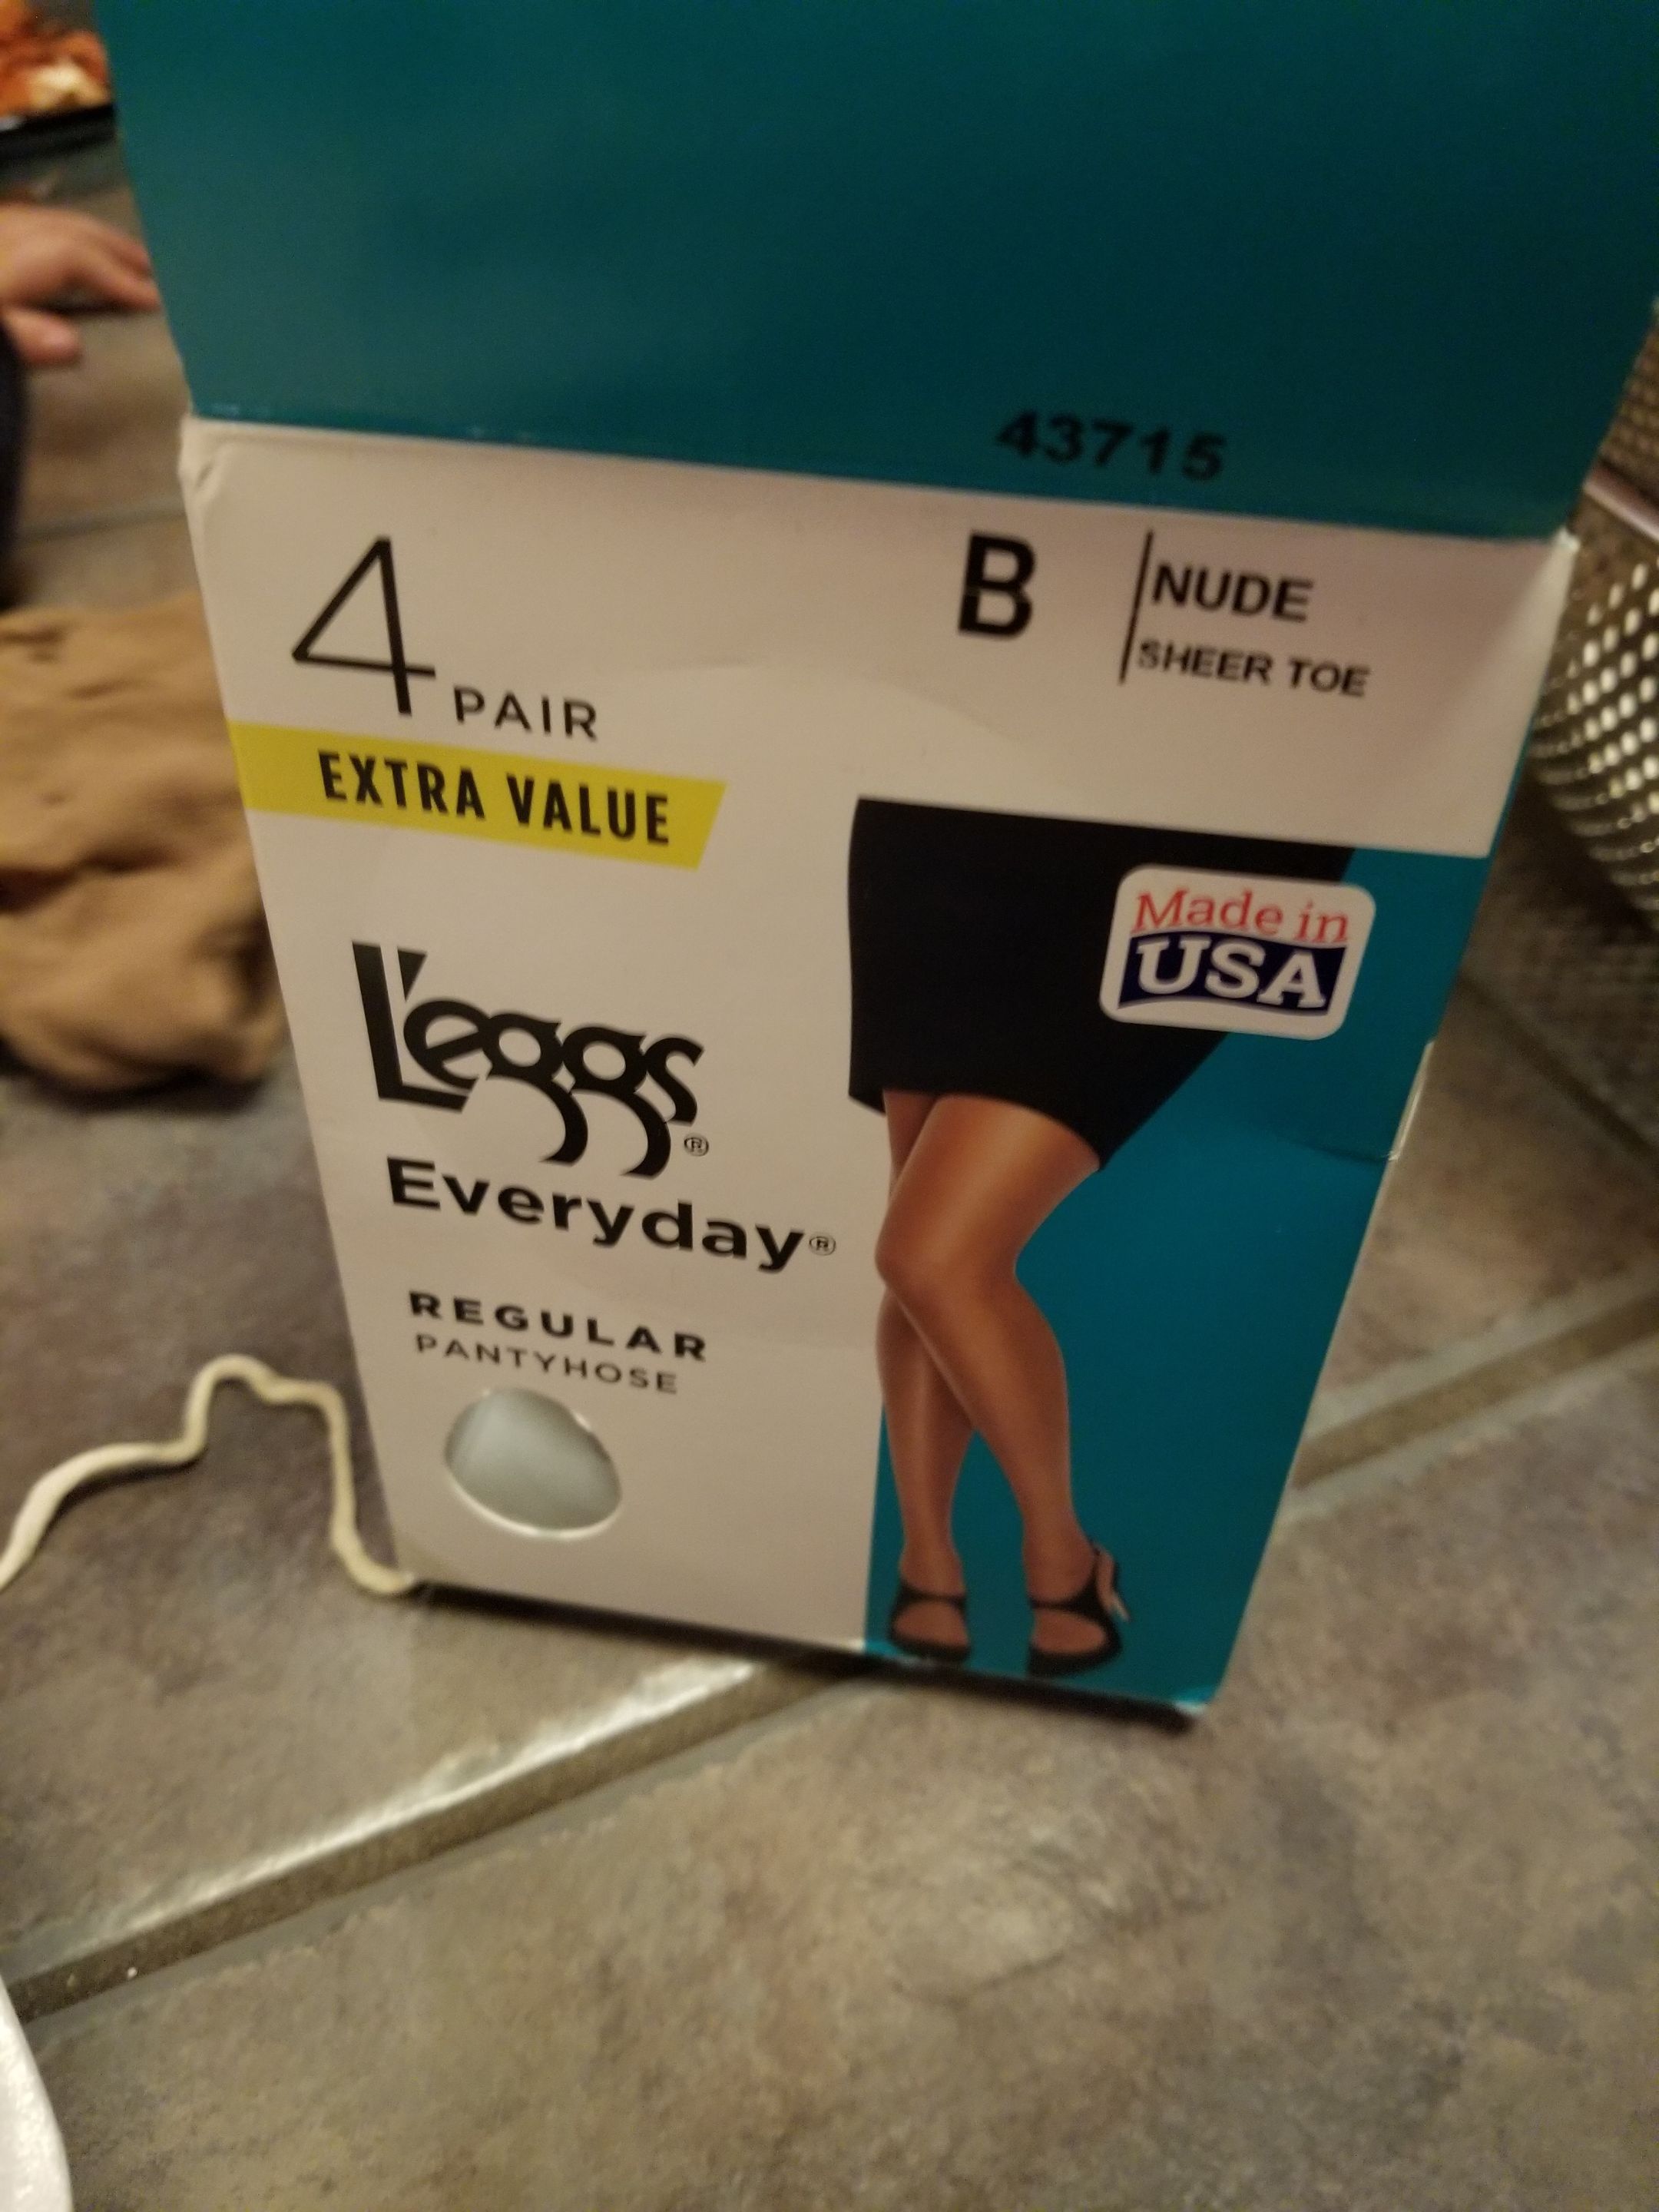 43715
4 PAIR
B
NUDE
SHEER TOE
EXTRA VALUE
Made in
USA
L'eggs®
Everyday®
REGULAR
PANTYHOSE